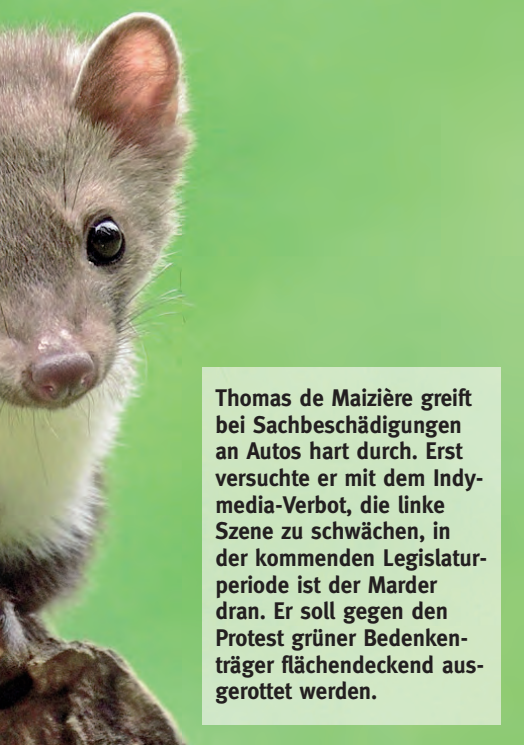 Thomas de Maizière greift
bei Sachbeschädigungen
an Autos hart durch. Erst
versuchte er mit dem Indy-
media-Verbot, die linke
Szene zu schwächen, in
der kommenden Legislatur-
periode ist der Marder
dran. Er soll gegen den
Protest grüner Bedenken-
träger flächendeckend aus-
gerottet werden.